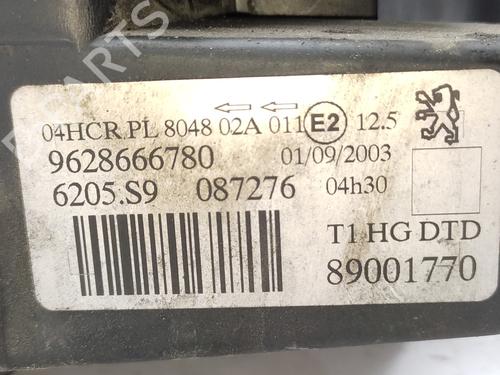 PARTS
04HCR PL 8048 02A 011 E2 12.5
9628666780 01/09/2003
6205.S9 087276 04h30
T1 HG DTD
89001770